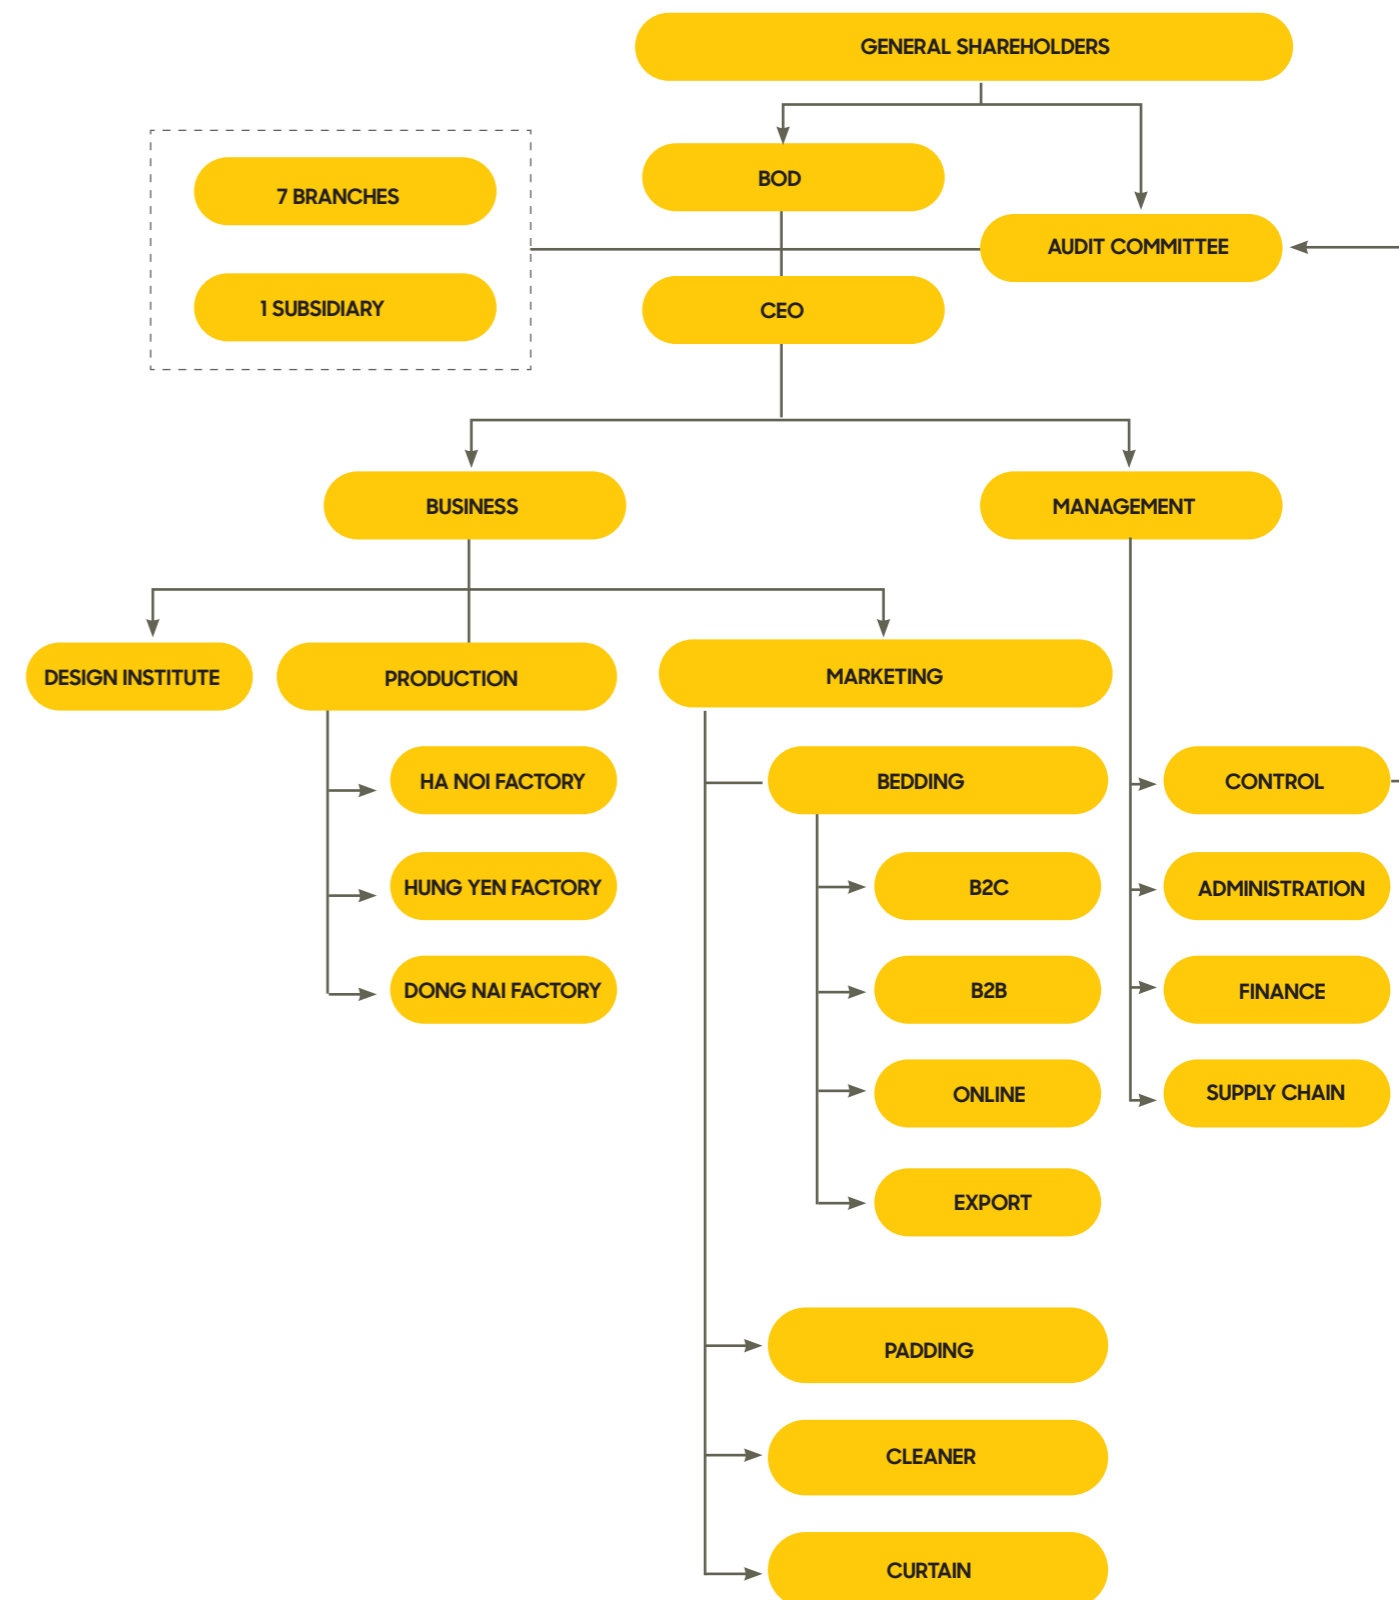 GENERAL SHAREHOLDERS
7 BRANCHES
1 SUBSIDIARY
BOD
AUDIT COMMITTEE
CEO
BUSINESS
MANAGEMENT
DESIGN INSTITUTE
PRODUCTION
HA NOI FACTORY
HUNG YEN FACTORY
DONG NAI FACTORY
MARKETING
BEDDING
B2C
B2B
ONLINE
EXPORT
PADDING
CLEANER
CURTAIN
CONTROL
ADMINISTRATION
FINANCE
SUPPLY CHAIN